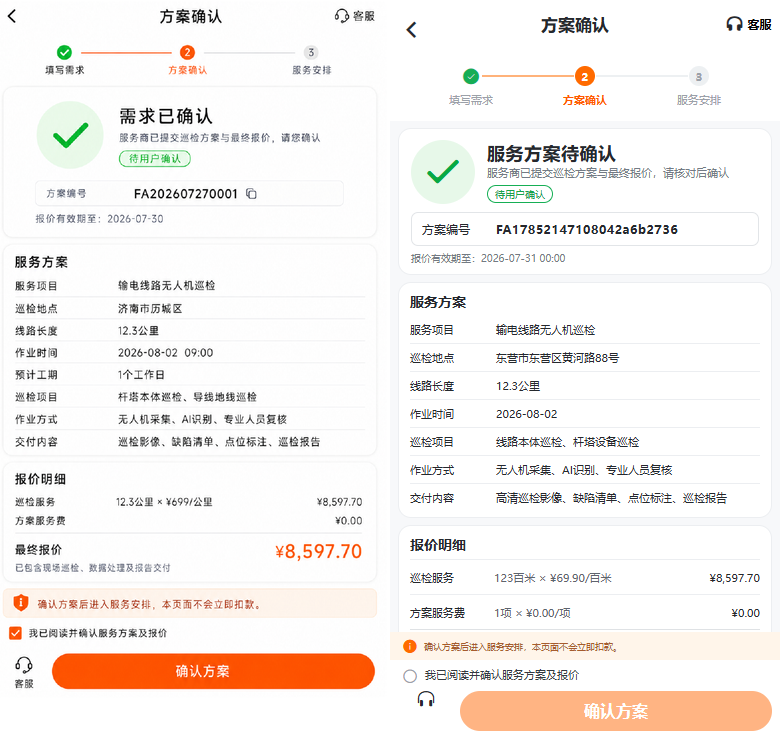 方案确认
客服
2
3
填写需求
方案确认
服务安排
需求已确认
服务商已提交巡检方案与最终报价，请您确认
待用户确认
方案编号 FA202607270001
报价有效期至：2026-07-30
服务方案
服务项目 输电线路无人机巡检
巡检地点 济南市历城区
线路长度 12.3公里
作业时间 2026-08-02 09:00
预计工期 1个工作日
巡检项目 杆塔本体巡检、导线地线巡检
作业方式 无人机采集、AI识别、专业人员复核
交付内容 巡检影像、缺陷清单、点位标注、巡检报告
报价明细
巡检服务 12.3公里 × ¥699/公里 ¥8,597.70
方案服务费 ¥0.00
最终报价 ¥8,597.70
已包含现场巡检、数据处理及报告交付
确认方案后进入服务安排，本页面不会立即扣款。
我已阅读并确认服务方案及报价
客服
确认方案
方案确认
客服
2
3
填写需求
方案确认
服务安排
服务方案待确认
服务商已提交巡检方案与最终报价，请核对后确认
待用户确认
方案编号 FA17852147108042a6b2736
报价有效期至：2026-07-31 00:00
服务方案
服务项目 输电线路无人机巡检
巡检地点 东营市东营区黄河路88号
线路长度 12.3公里
作业时间 2026-08-02
巡检项目 线路本体巡检、杆塔设备巡检
作业方式 无人机采集、AI识别、专业人员复核
交付内容 高清巡检影像、缺陷清单、点位标注、巡检报告
报价明细
巡检服务 123百米 × ¥69.90/百米 ¥8,597.70
方案服务费 1项 × ¥0.00/项 ¥0.00
确认方案后进入服务安排，本页面不会立即扣款。
我已阅读并确认服务方案及报价
确认方案